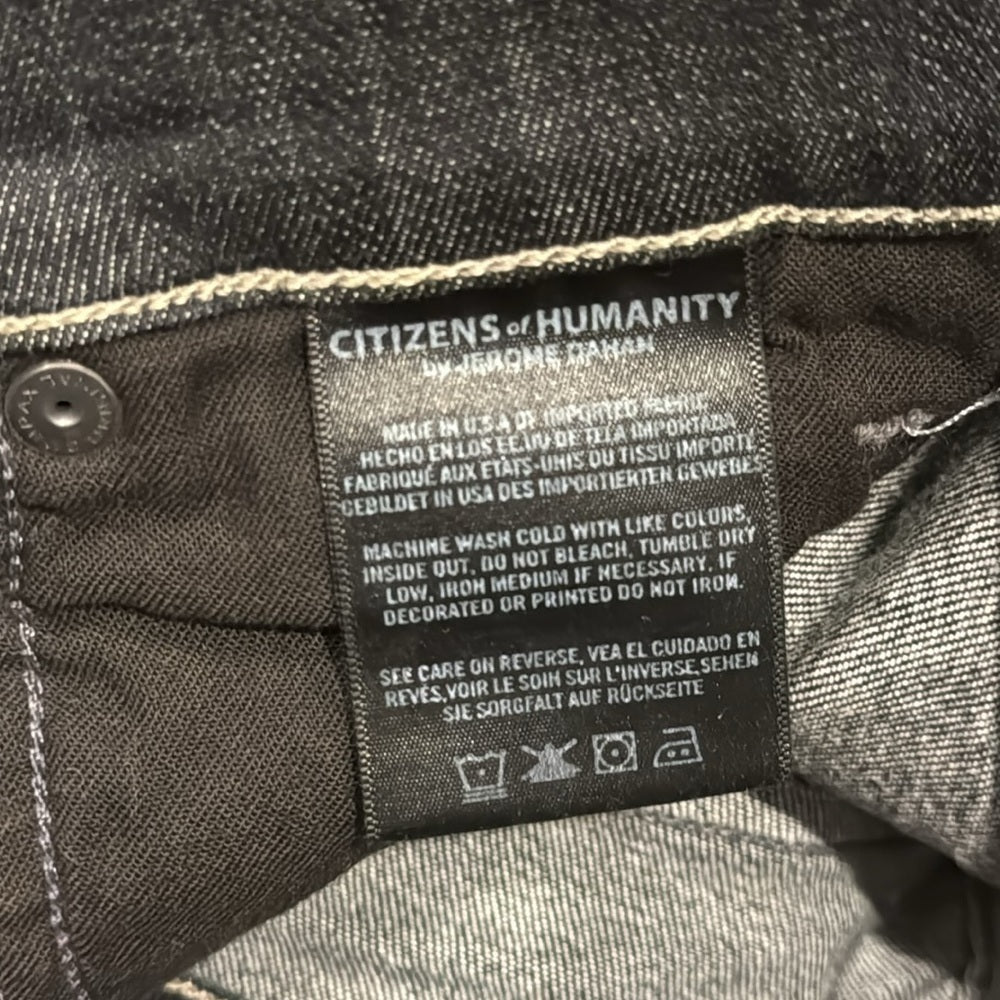 CITIZENS of HUMANITY
by JEROME DAHAN
MADE IN U.S.A OF IMPORTED FABRIC
HECHO EN LOS EE.UU DE TELA IMPORTADA
FABRIQUÉ AUX ÉTATS-UNIS OU TISSU IMPORTÉ
GEBILDET IN USA DES IMPORTIERTEN GEWEBES
MACHINE WASH COLD WITH LIKE COLORS,
INSIDE OUT. DO NOT BLEACH. TUMBLE DRY
LOW, IRON MEDIUM IF NECESSARY. IF
DECORATED OR PRINTED DO NOT IRON.
SEE CARE ON REVERSE, VEA EL CUIDADO EN
REVÉS, VOIR LE SOIN SUR L'INVERSE, SEHEN
SIE SORGFALT AUF RÜCKSEITE